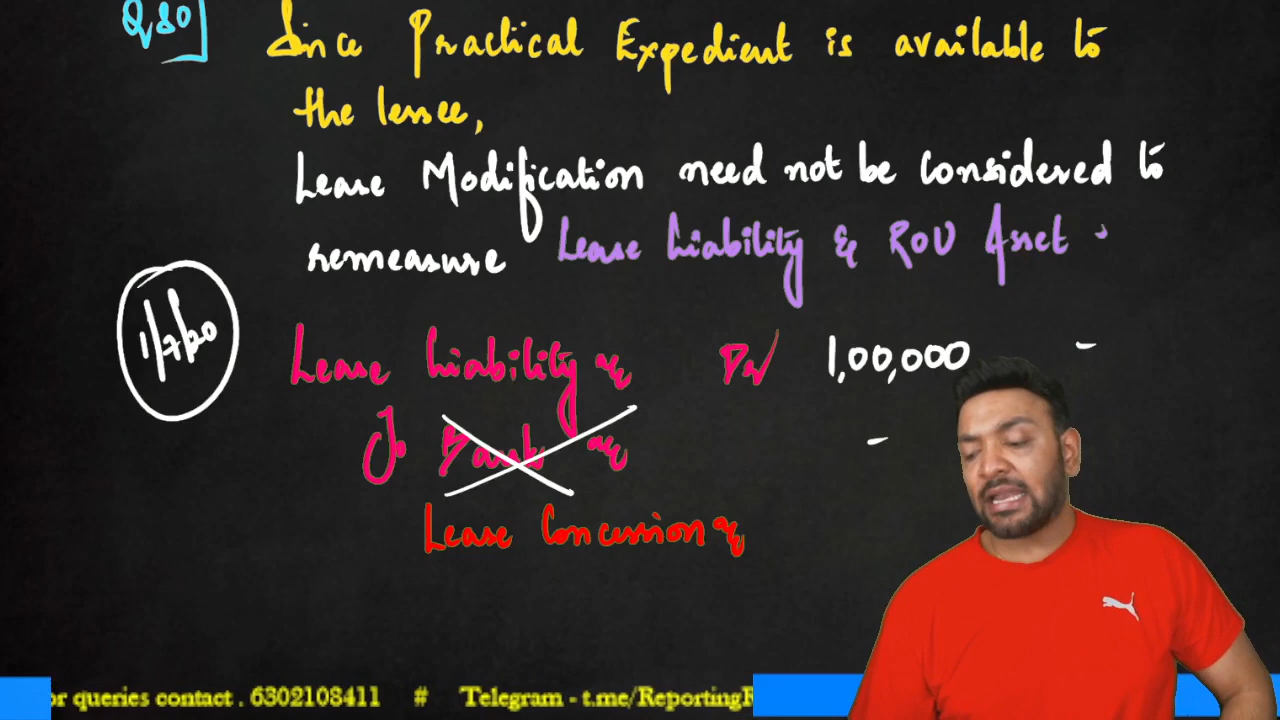 Q80]
Since Practical Expedient is available to
the lessee,
Lease Modification need not be considered to
remeasure Lease Liability & ROU Asset.
1/7/20
Lease Liability a/c Dr 1,00,000 -
To Bank a/c -
Lease Concession a/c
or queries contact . 6302108411 # Telegram - t.me/ReportingR